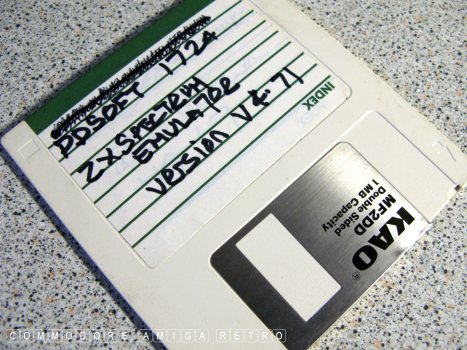 PDSOFT 1724
ZX SPECTRUM
EMULATOR
version V4.71
INDEX
KAO®
MF2DD
Double Sided
1 MB Capacity
COMMODORE AMIGA RETRO